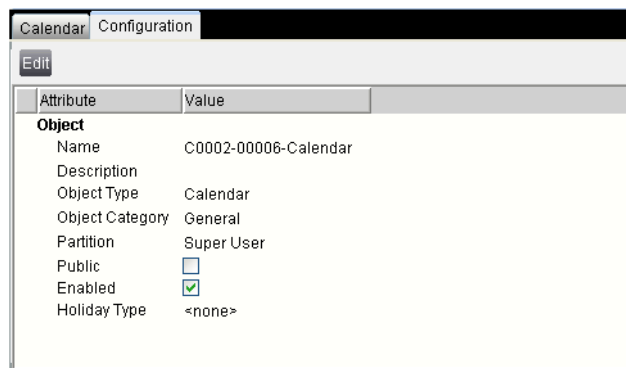 Calendar Configuration
Edit
Attribute Value
Object
Name C0002-00006-Calendar
Description
Object Type Calendar
Object Category General
Partition Super User
Public
Enabled
Holiday Type <none>